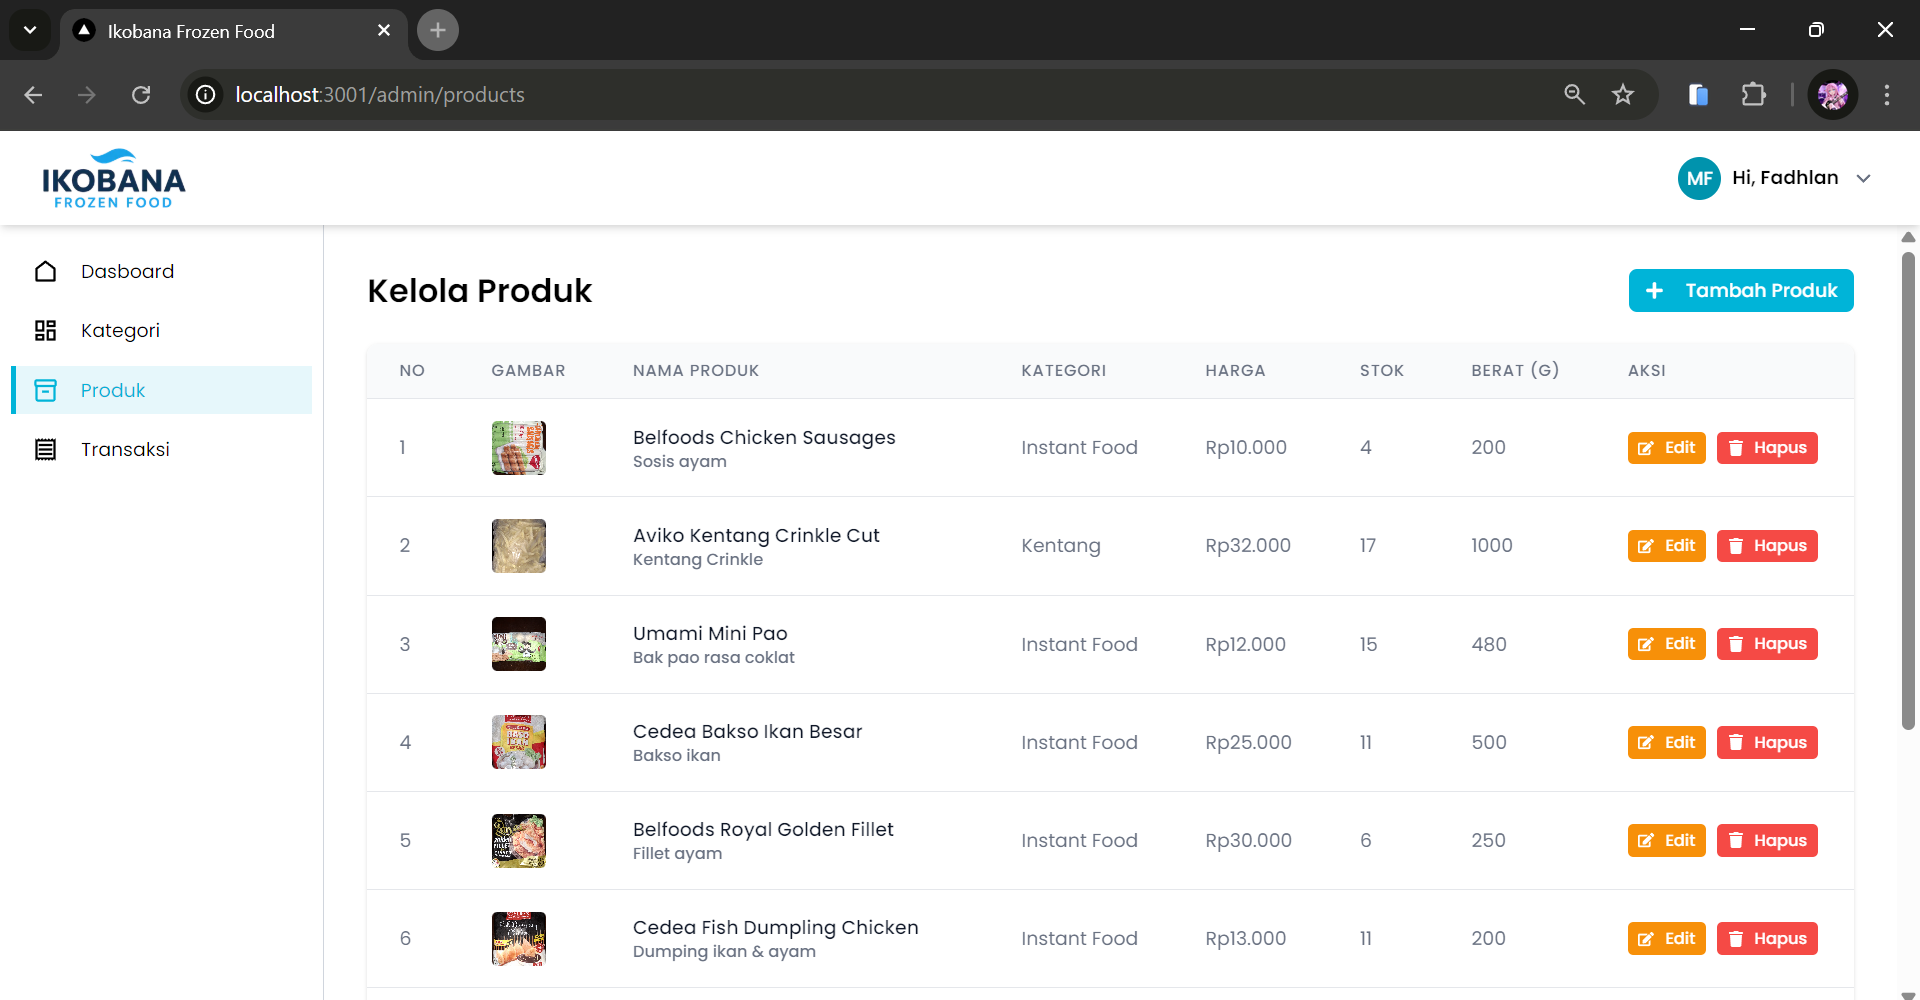 Ikobana Frozen Food
localhost:3001/admin/products
IKOBANA
FROZEN FOOD
MF Hi, Fadhlan
Dasboard
Kategori
Produk
Transaksi
Kelola Produk
+ Tambah Produk
NO GAMBAR NAMA PRODUK KATEGORI HARGA STOK BERAT (G) AKSI
1 Belfoods Chicken Sausages Instant Food Rp10.000 4 200 Edit Hapus
Sosis ayam
2 Aviko Kentang Crinkle Cut Kentang Rp32.000 17 1000 Edit Hapus
Kentang Crinkle
3 Umami Mini Pao Instant Food Rp12.000 15 480 Edit Hapus
Bak pao rasa coklat
4 Cedea Bakso Ikan Besar Instant Food Rp25.000 11 500 Edit Hapus
Bakso ikan
5 Belfoods Royal Golden Fillet Instant Food Rp30.000 6 250 Edit Hapus
Fillet ayam
6 Cedea Fish Dumpling Chicken Instant Food Rp13.000 11 200 Edit Hapus
Dumping ikan & ayam